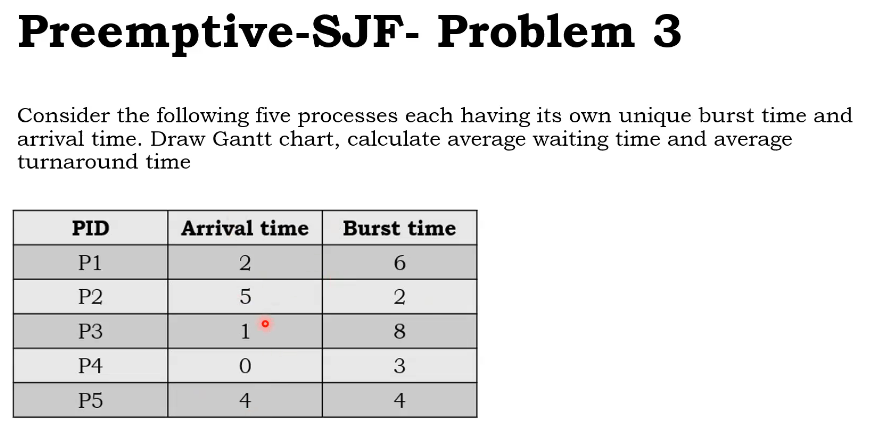 Preemptive-SJF- Problem 3
Consider the following five processes each having its own unique burst time and
arrival time. Draw Gantt chart, calculate average waiting time and average
turnaround time
PID Arrival time Burst time
P1 2 6
P2 5 2
P3 1 8
P4 0 3
P5 4 4